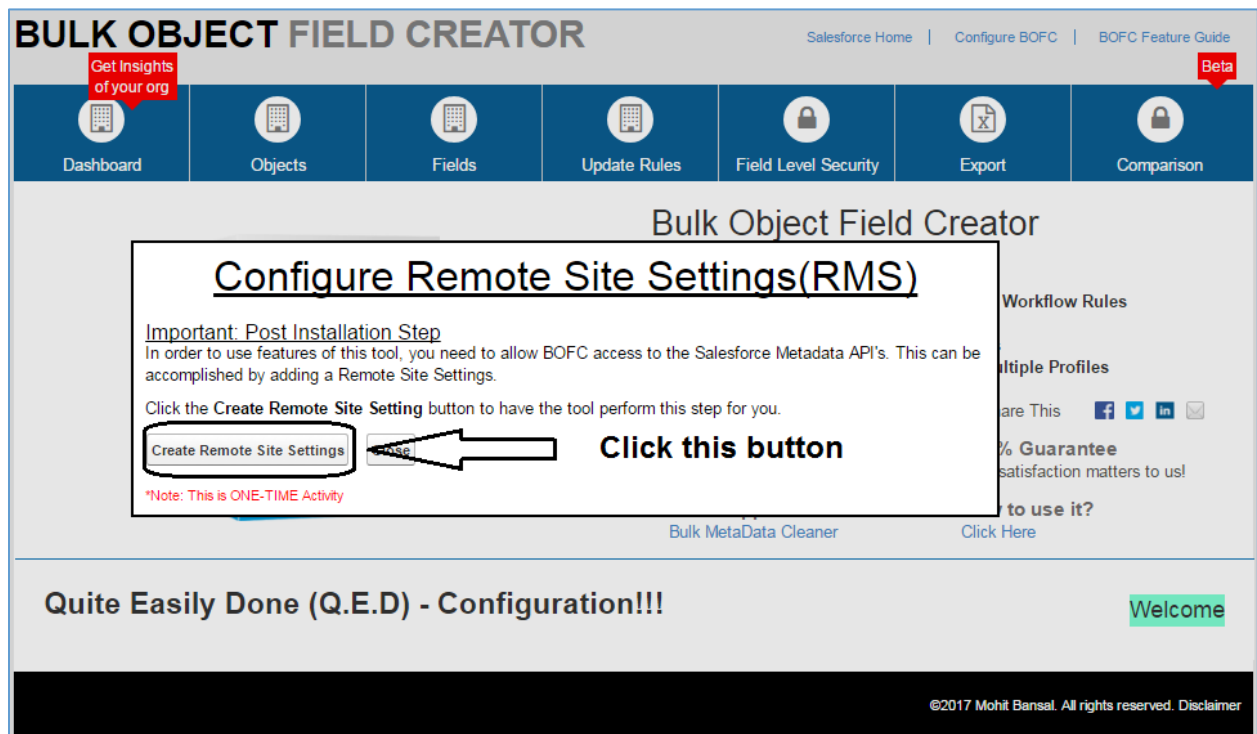 BULK OBJECT FIELD CREATOR
Salesforce Home | Configure BOFC | BOFC Feature Guide
Get Insights
of your org
Beta
Dashboard
Objects
Fields
Update Rules
Field Level Security
Export
Comparison
Bulk Object Field Creator
Configure Remote Site Settings(RMS)
Important: Post Installation Step
In order to use features of this tool, you need to allow BOFC access to the Salesforce Metadata API's. This can be
accomplished by adding a Remote Site Settings.
Click the Create Remote Site Setting button to have the tool perform this step for you.
Create Remote Site Settings
Close
Click this button
*Note: This is ONE-TIME Activity
Workflow Rules
Profiles
This
% Guarantee
satisfaction matters to us!
to use it?
Bulk MetaData Cleaner
Click Here
Quite Easily Done (Q.E.D) - Configuration!!!
Welcome
©2017 Mohit Bansal. All rights reserved. Disclaimer